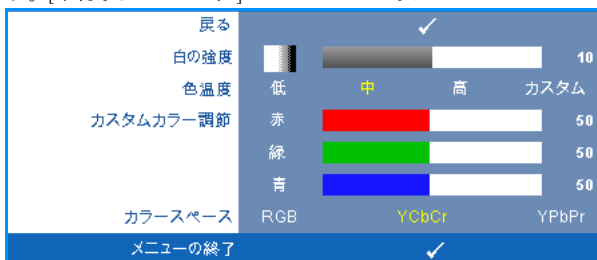 戻る ✓
白の強度 10
色温度 低 中 高 カスタム
カスタムカラー調節 赤 50
緑 50
青 50
カラースペース RGB YCbCr YPbPr
メニューの終了 ✓